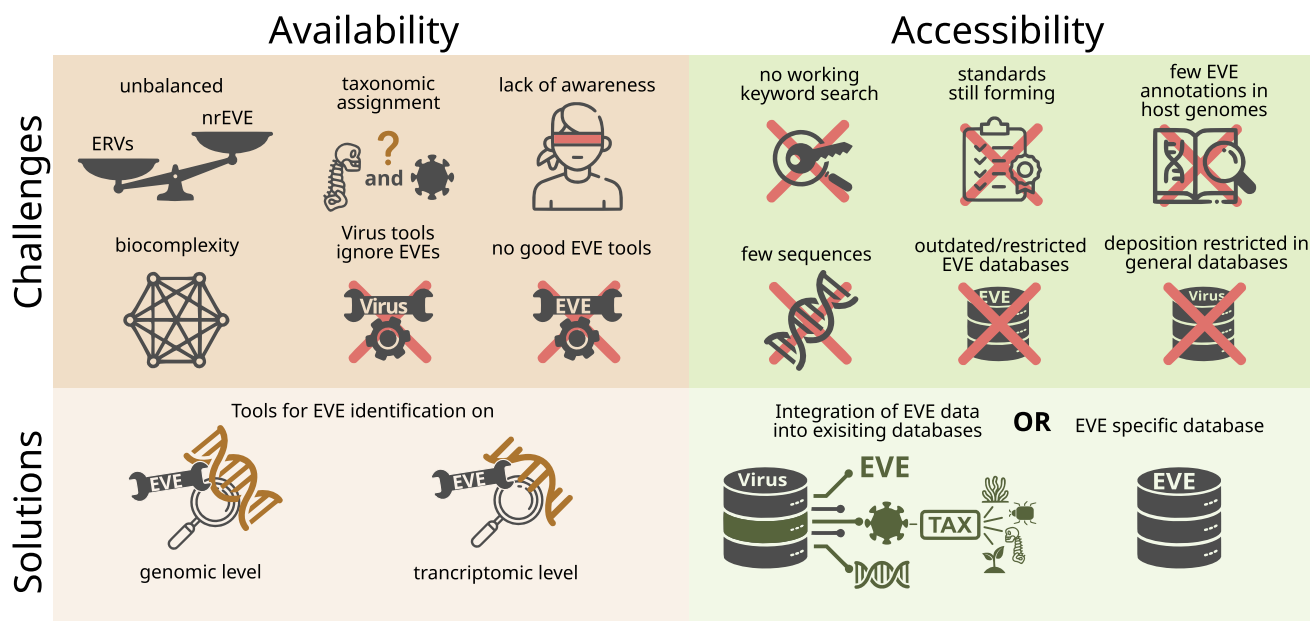 Availability
Accessibility
Challenges
unbalanced
nrEVE
ERVs
taxonomic
assignment
?
and
lack of awareness
biocomplexity
Virus tools
ignore EVEs
Virus
no good EVE tools
EVE
no working
keyword search
standards
still forming
few EVE
annotations in
host genomes
few sequences
outdated/restricted
EVE databases
EVE
deposition restricted in
general databases
Virus
Solutions
Tools for EVE identification on
EVE
genomic level
EVE
trancriptomic level
Integration of EVE data
into exisiting databases
OR
EVE specific database
Virus
EVE
TAX
EVE